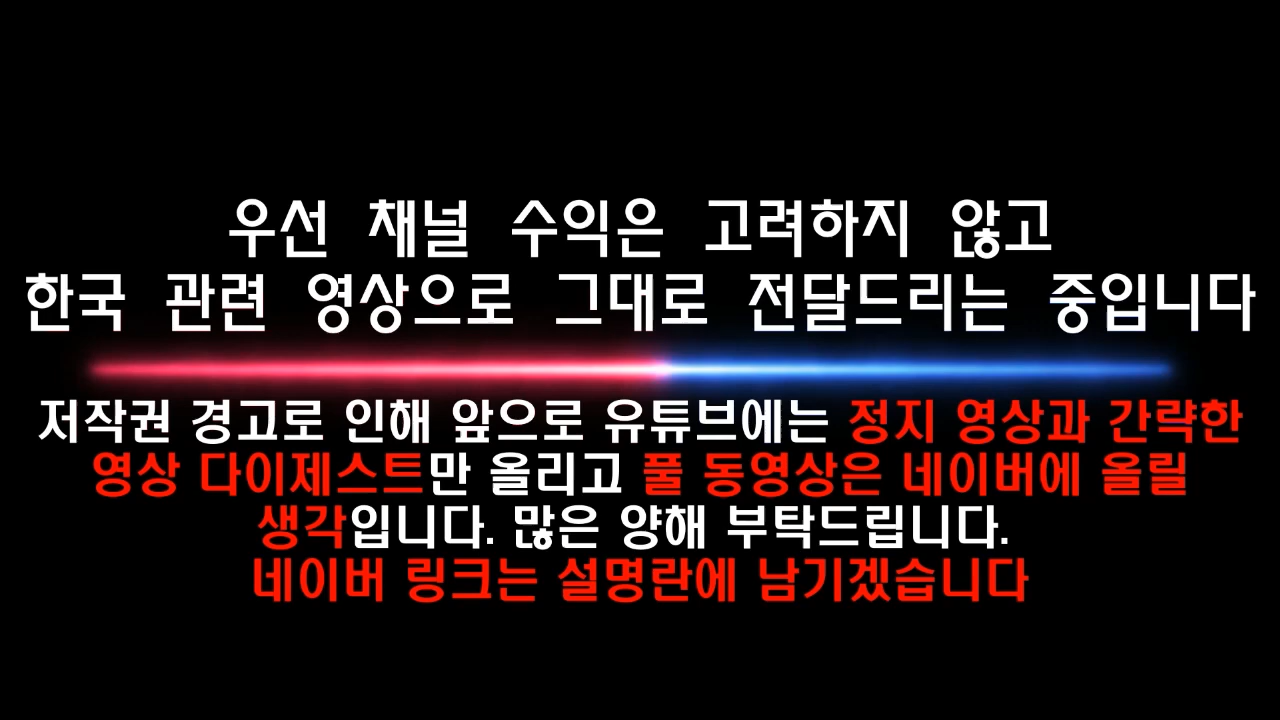 우선 채널 수익은 고려하지 않고
한국 관련 영상으로 그대로 전달드리는 중입니다
저작권 경고로 인해 앞으로 유튜브에는 정지 영상과 간략한
영상 다이제스트만 올리고 풀 동영상은 네이버에 올릴
생각입니다. 많은 양해 부탁드립니다.
네이버 링크는 설명란에 남기겠습니다